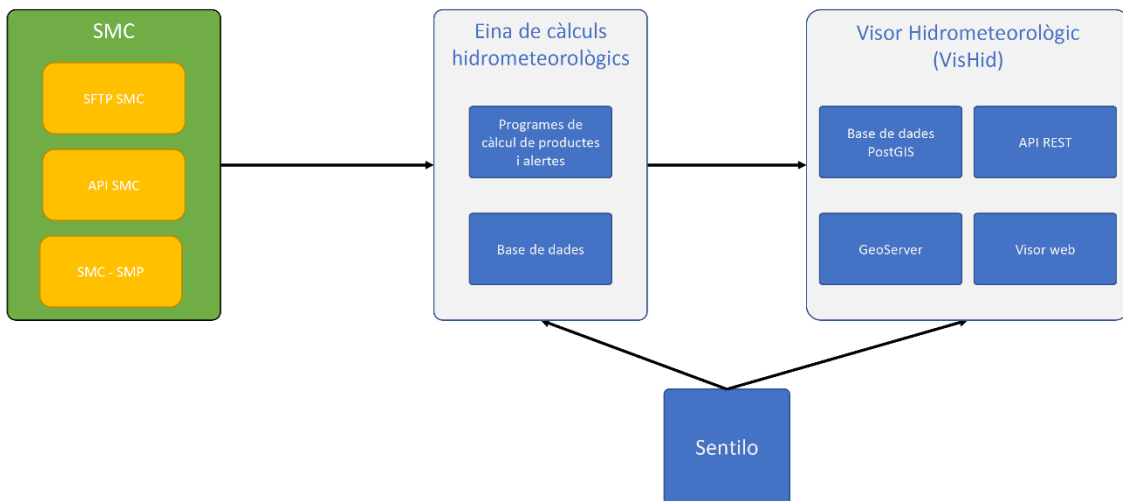 SMC
SFTP SMC
API SMC
SMC - SMP
Eina de càlculs
hidrometeorològics
Programes de
càlcul de productes
i alertes
Base de dades
Visor Hidrometeorològic
(VisHid)
Base de dades
PostGIS
API REST
GeoServer
Visor web
Sentilo